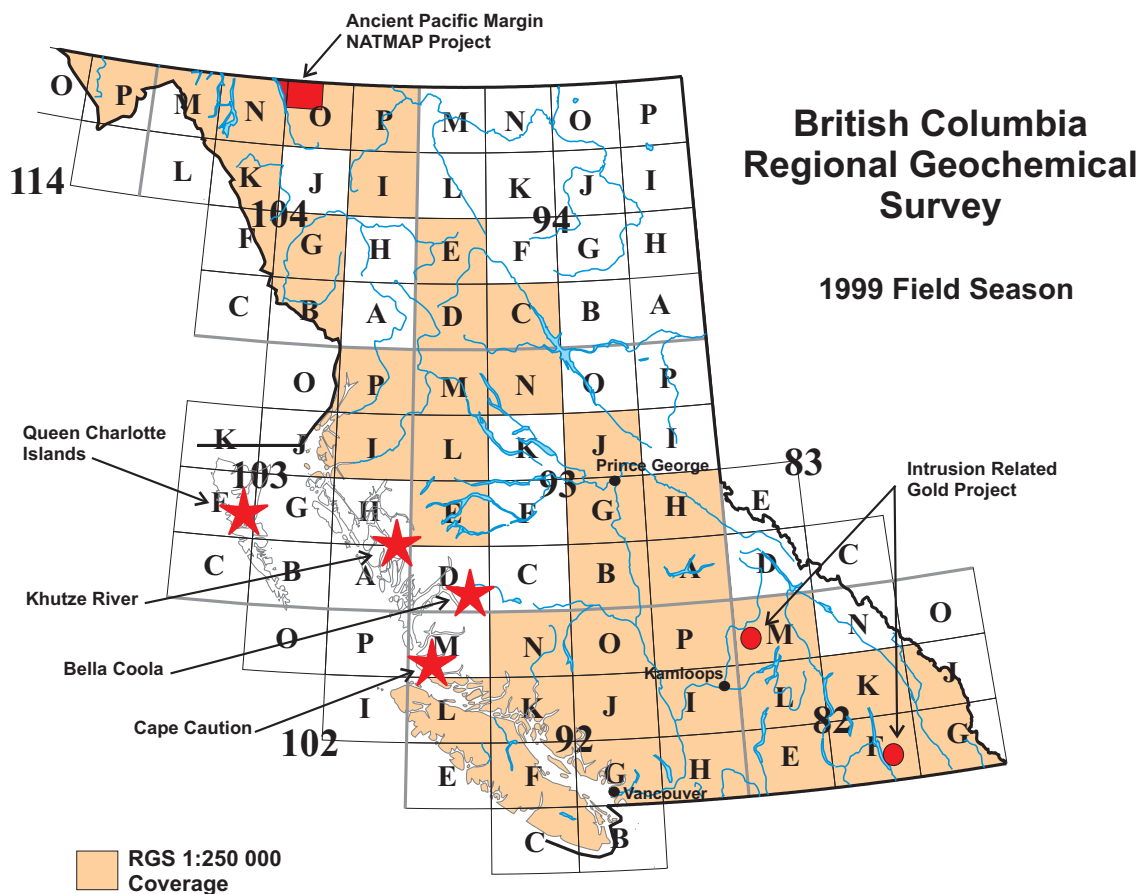 Ancient Pacific Margin
NATMAP Project
British Columbia
Regional Geochemical
Survey
1999 Field Season
O P M N O P M N O P
114 L K J I L K J I
104 94
F G H E F G H
C B A D C B A
O P M N O P
Queen Charlotte
Islands
K J I L K J I
Prince George
83
Intrusion Related
Gold Project
103 93
F G H E F G H E
C B A D C B A D C
Khutze River
O P M N O P M N O
Bella Coola
Kamloops
Cape Caution
I L K J I L K J
102 92 82
E F G H E F G
Vancouver
C B
RGS 1:250 000
Coverage